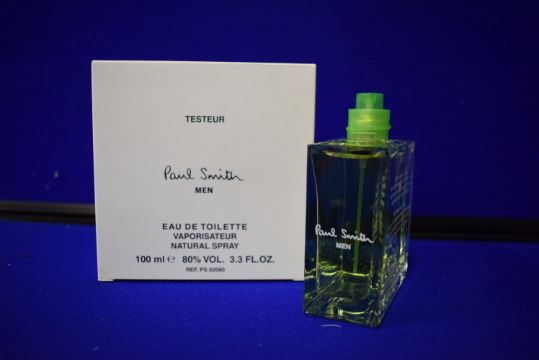 TESTEUR
Paul Smith
MEN
EAU DE TOILETTE
VAPORISATEUR
NATURAL SPRAY
100 ml ℮ 80% VOL. 3.3 FL.OZ.
REF. PS 02080
Paul Smith
MEN